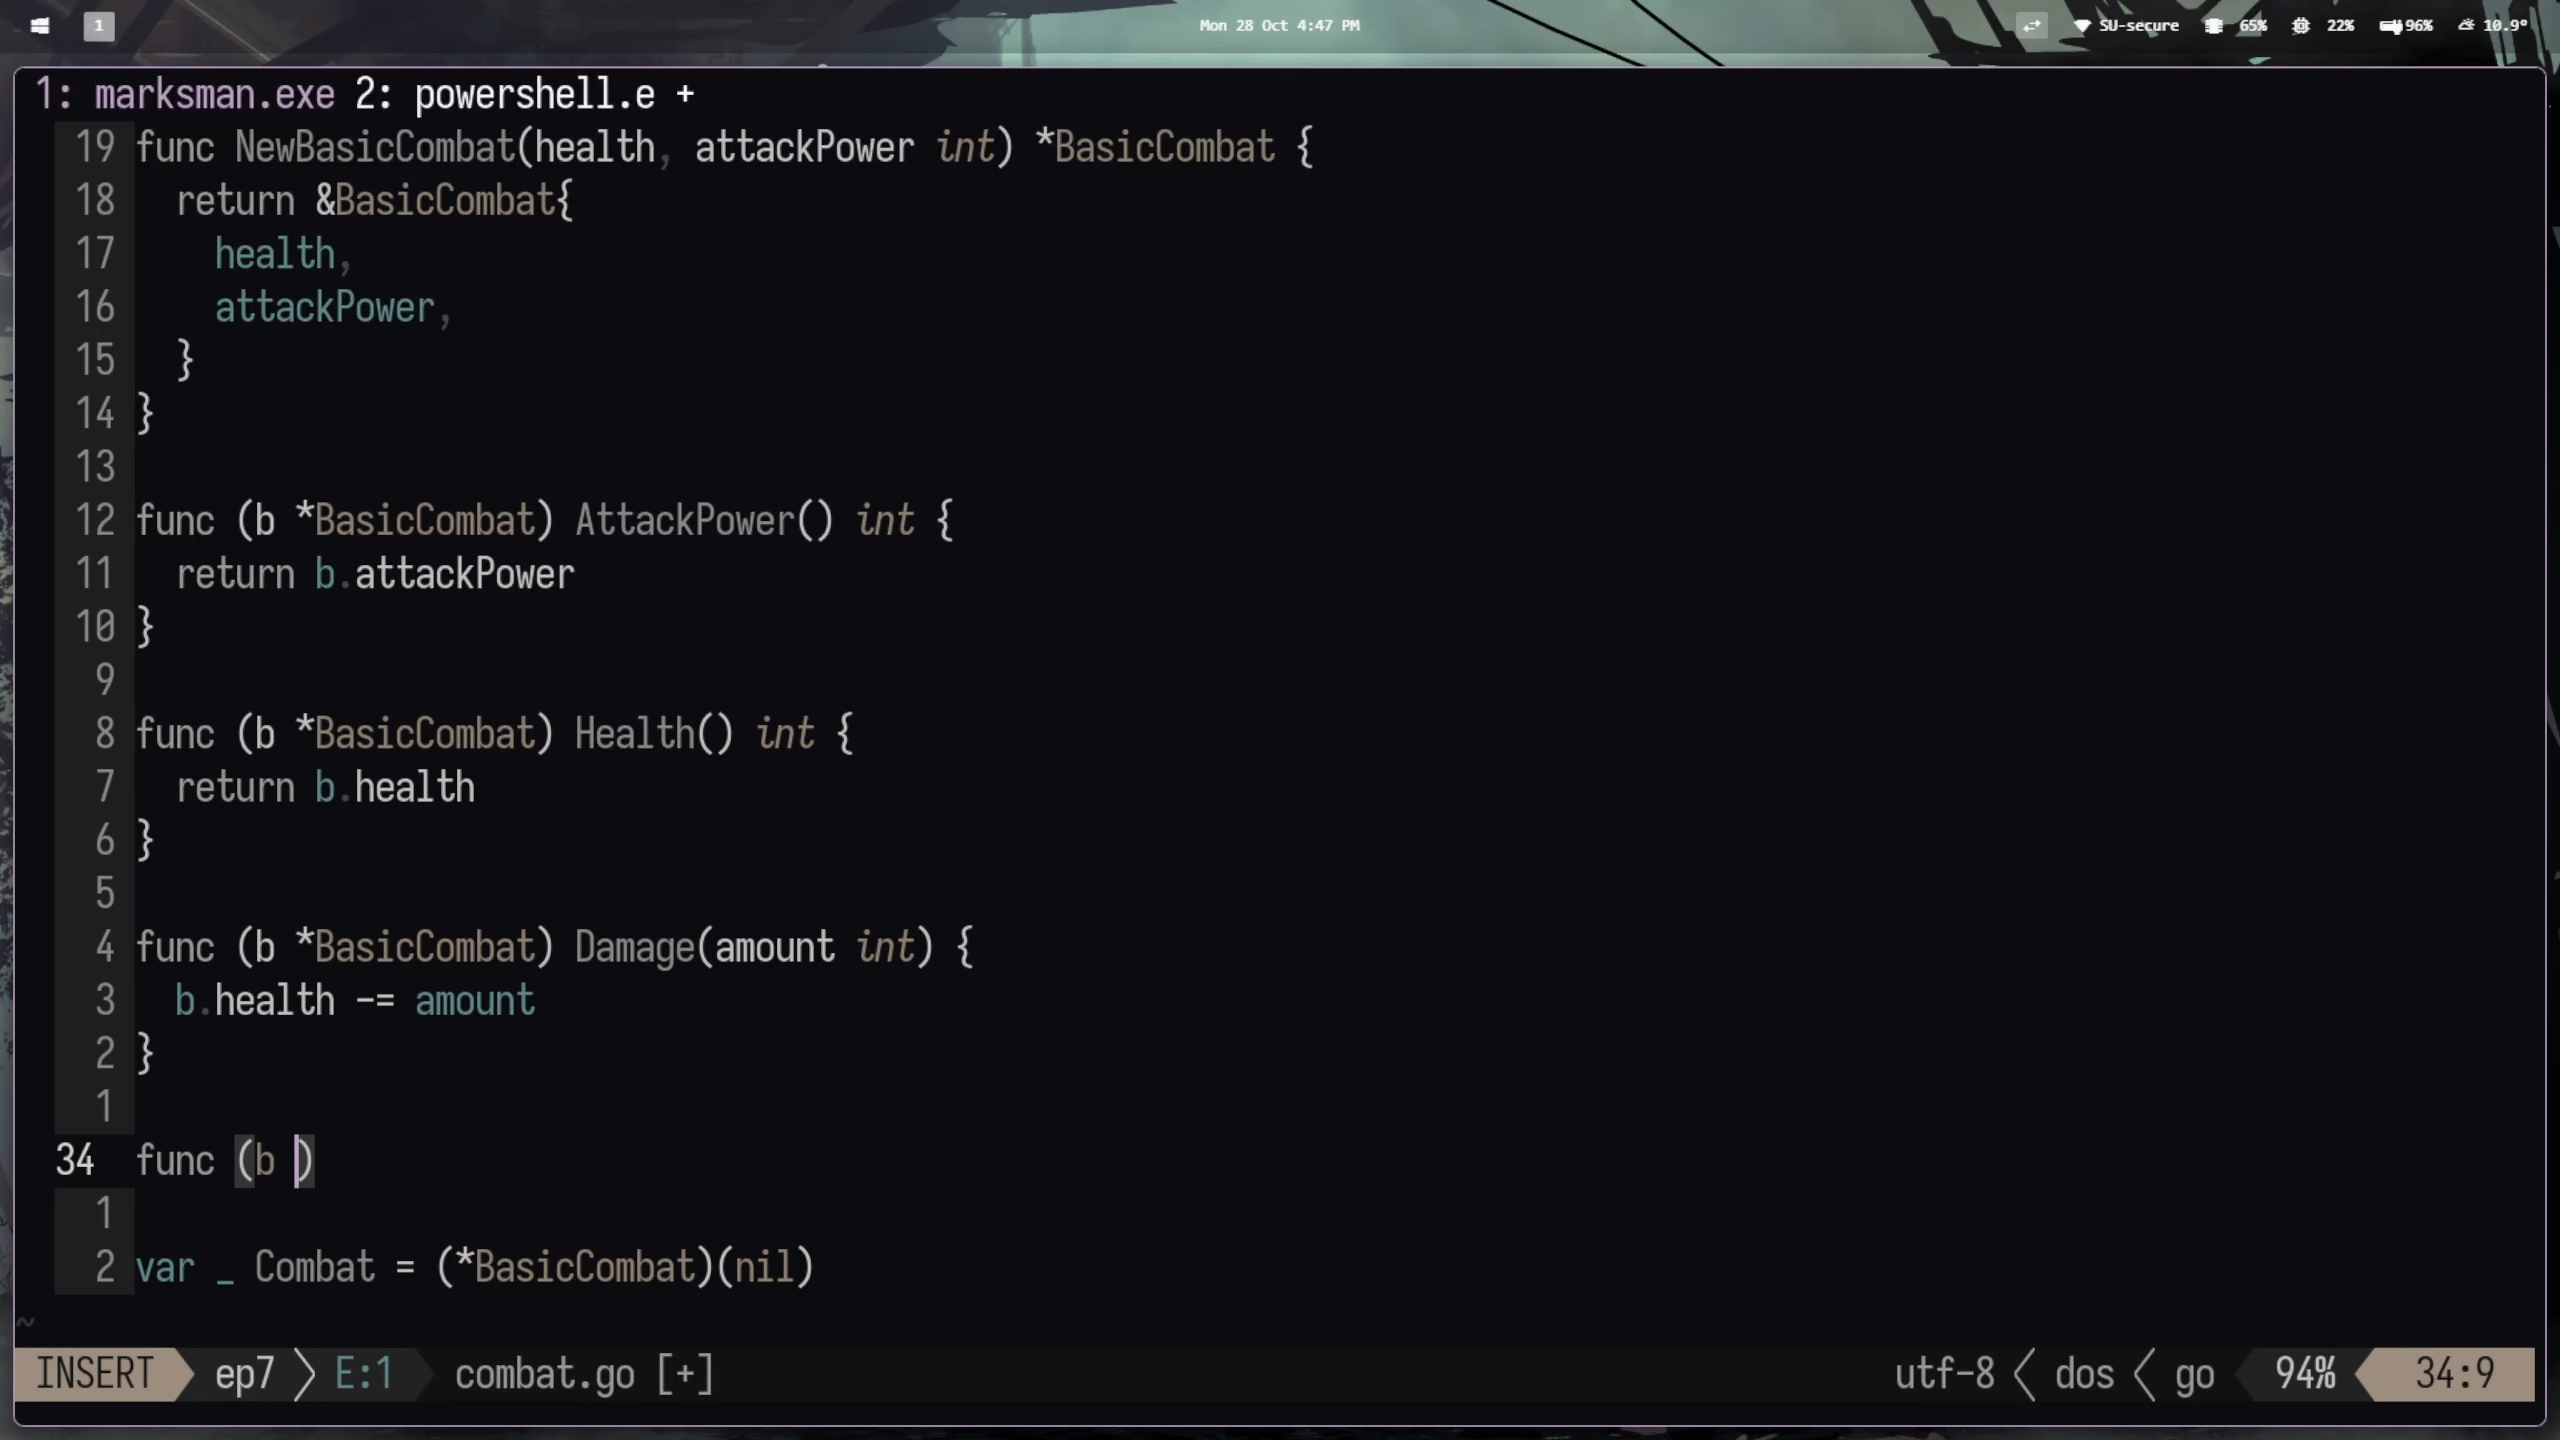 1
Mon 28 Oct 4:47 PM
SU-secure 65% 22% 96% 10.9°
1: marksman.exe 2: powershell.e +
19 func NewBasicCombat(health, attackPower int) *BasicCombat {
18 return &BasicCombat{
17 health,
16 attackPower,
15 }
14 }
13
12 func (b *BasicCombat) AttackPower() int {
11 return b.attackPower
10 }
9
8 func (b *BasicCombat) Health() int {
7 return b.health
6 }
5
4 func (b *BasicCombat) Damage(amount int) {
3 b.health -= amount
2 }
1
34 func (b )
1
2 var _ Combat = (*BasicCombat)(nil)
~
INSERT ep7 E:1 combat.go [+] utf-8 dos go 94% 34:9